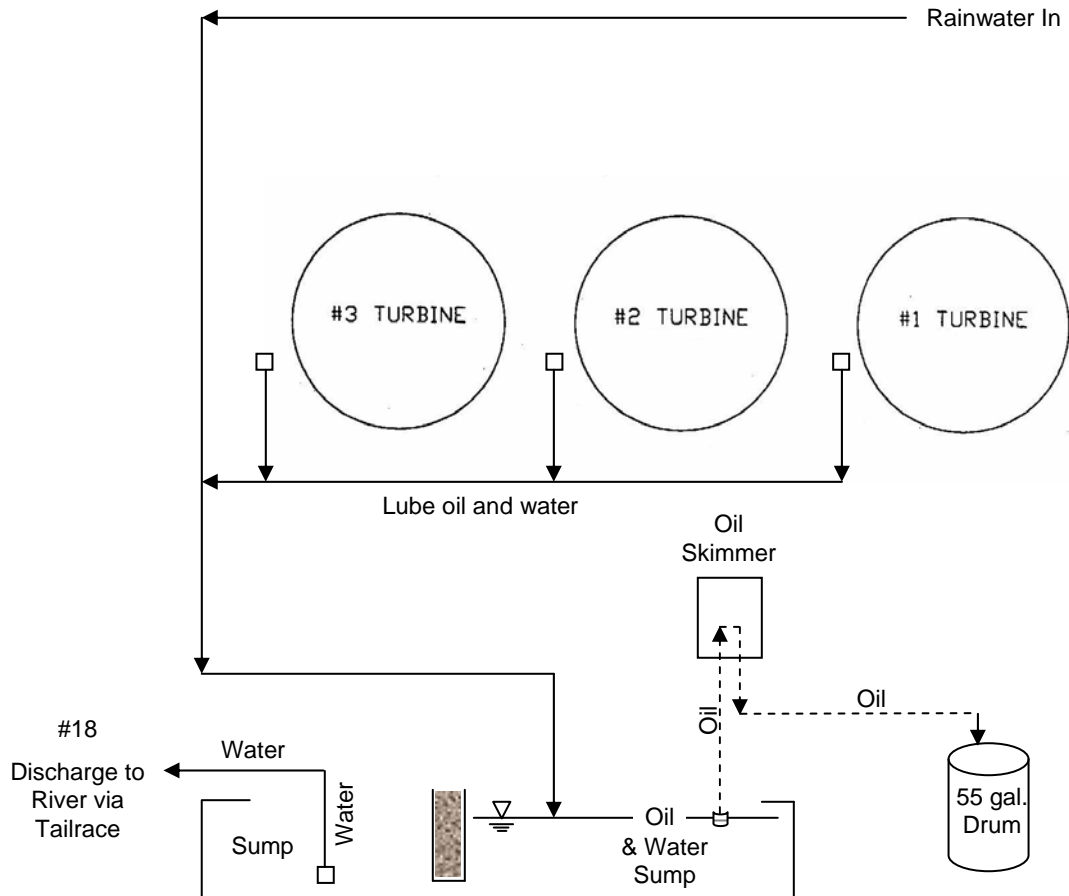 Rainwater In
#3 TURBINE
#2 TURBINE
#1 TURBINE
Lube oil and water
Oil
Skimmer
Oil
Oil
#18
Discharge to
River via
Tailrace
Water
Water
Sump
Oil
& Water
Sump
55 gal.
Drum